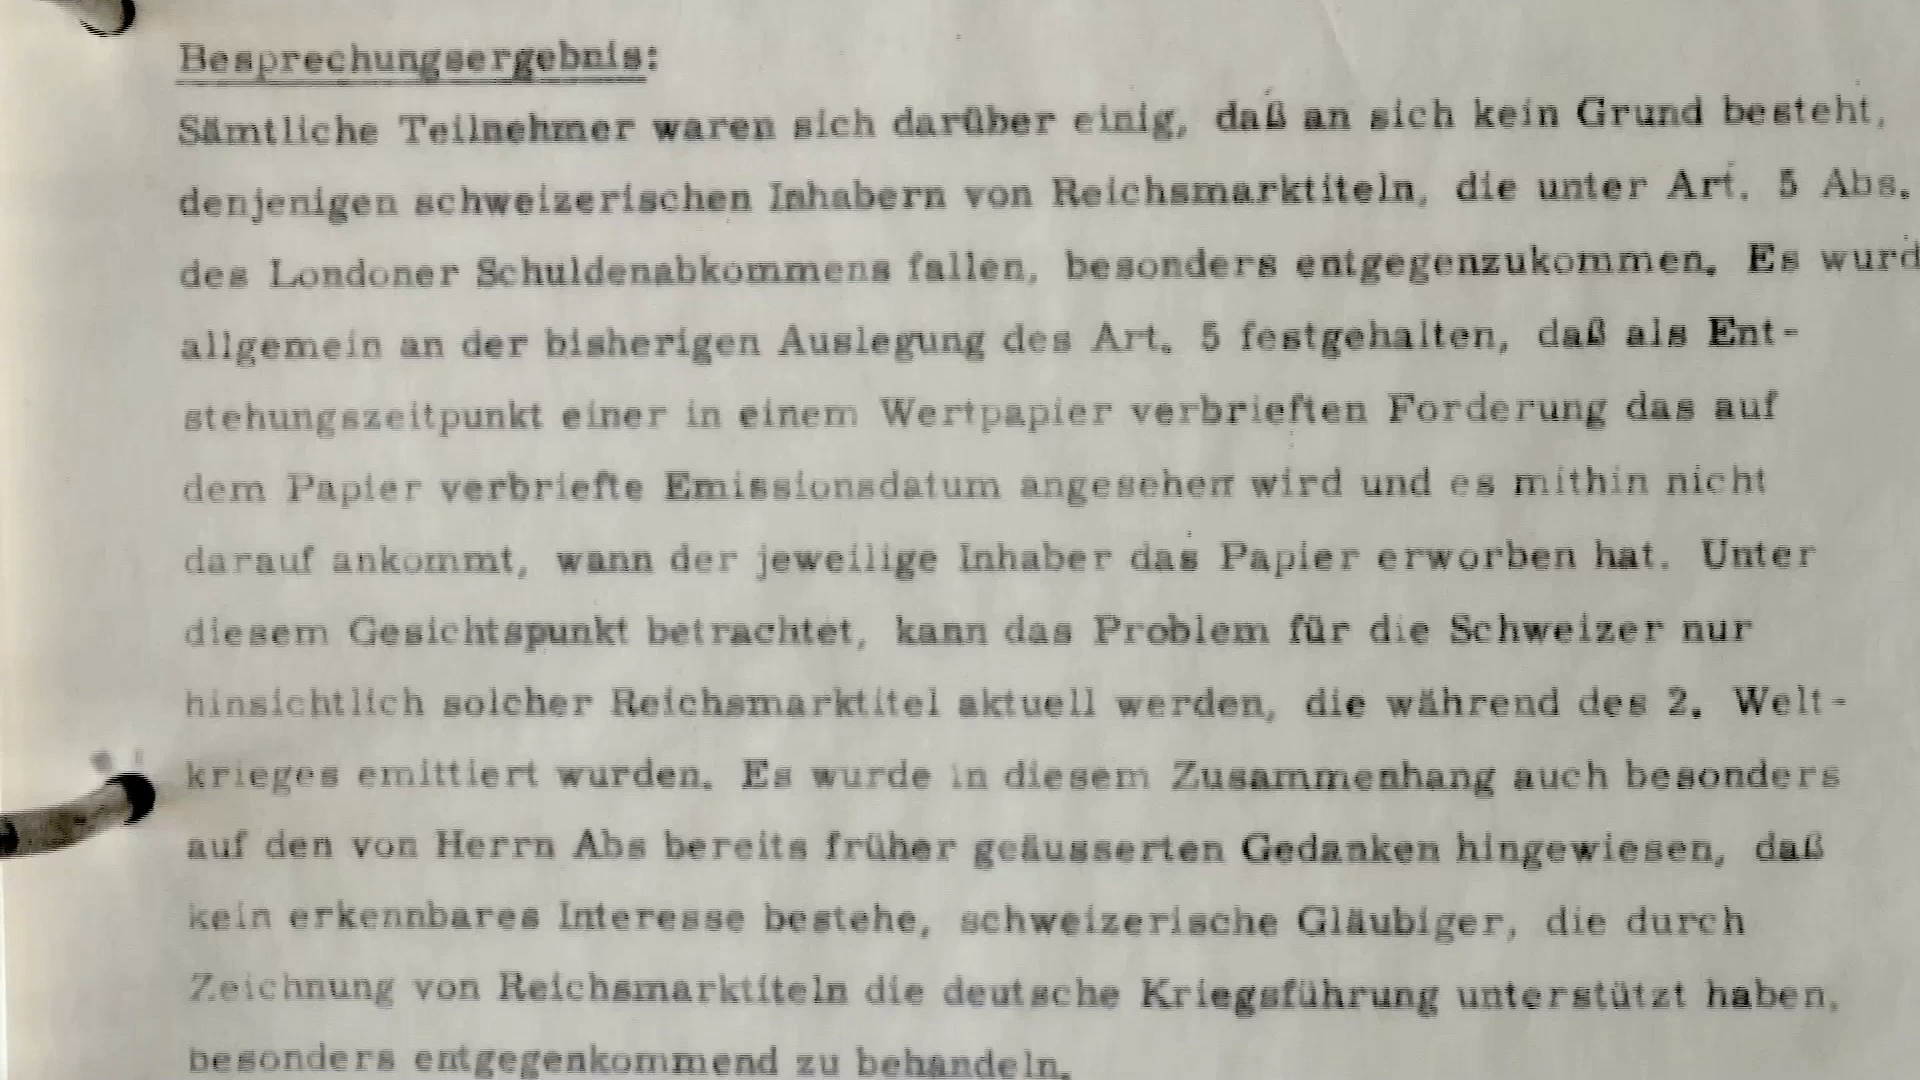 Besprechungsergebnis:
Sämtliche Teilnehmer waren sich darüber einig, daß an sich kein Grund besteht,
denjenigen schweizerischen Inhabern von Reichsmarktiteln, die unter Art. 5 Abs.
des Londoner Schuldenabkommens fallen, besonders entgegenzukommen. Es wurd
allgemein an der bisherigen Auslegung des Art. 5 festgehalten, daß als Ent-
stehungszeitpunkt einer in einem Wertpapier verbrieften Forderung das auf
dem Papier verbriefte Emissionsdatum angesehen wird und es mithin nicht
darauf ankommt, wann der jeweilige Inhaber das Papier erworben hat. Unter
diesem Gesichtspunkt betrachtet, kann das Problem für die Schweizer nur
hinsichtlich solcher Reichsmarktitel aktuell werden, die während des 2. Welt-
krieges emittiert wurden. Es wurde in diesem Zusammenhang auch besonders
auf den von Herrn Abs bereits früher geäusserten Gedanken hingewiesen, daß
kein erkennbares Interesse bestehe, schweizerische Gläubiger, die durch
Zeichnung von Reichsmarktiteln die deutsche Kriegsführung unterstützt haben,
besonders entgegenkommend zu behandeln.